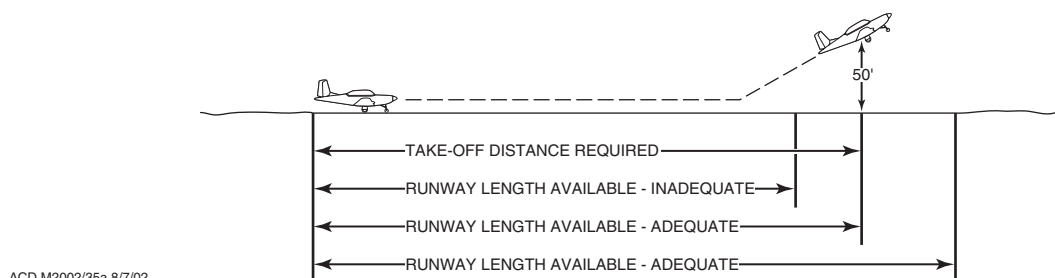 50'
TAKE-OFF DISTANCE REQUIRED
RUNWAY LENGTH AVAILABLE - INADEQUATE
RUNWAY LENGTH AVAILABLE - ADEQUATE
RUNWAY LENGTH AVAILABLE - ADEQUATE
ACD M2002/35a 8/7/02